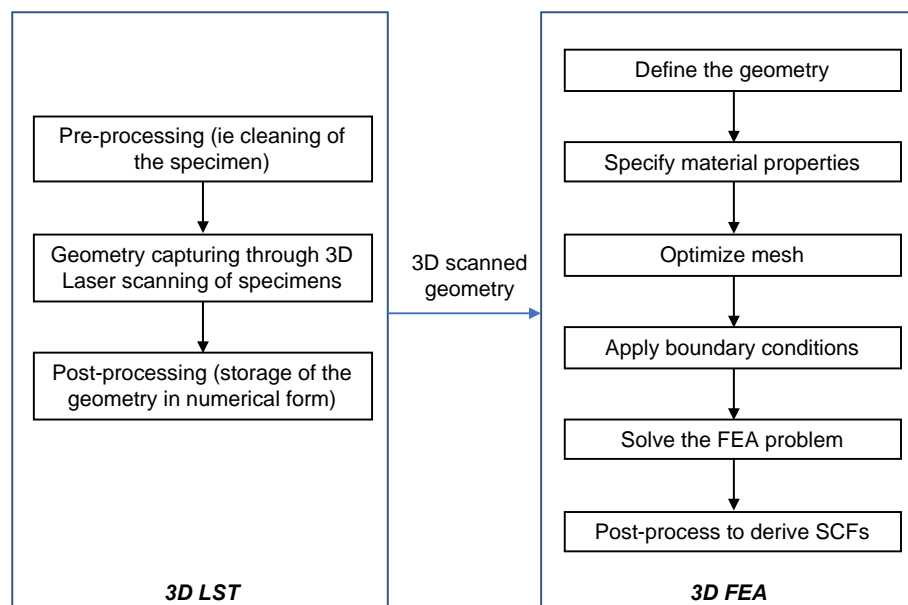 Pre-processing (ie cleaning of
the specimen)
Geometry capturing through 3D
Laser scanning of specimens
Post-processing (storage of the
geometry in numerical form)
3D LST
3D scanned
geometry
Define the geometry
Specify material properties
Optimize mesh
Apply boundary conditions
Solve the FEA problem
Post-process to derive SCFs
3D FEA